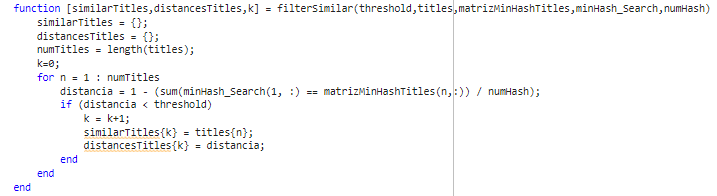 function [similarTitles,distancesTitles,k] = filterSimilar(threshold,titles,matrizMinHashTitles,minHash_Search,numHash)
    similarTitles = {};
    distancesTitles = {};
    numTitles = length(titles);
    k=0;
    for n = 1 : numTitles
        distancia = 1 - (sum(minHash_Search(1, :) == matrizMinHashTitles(n,:)) / numHash);
        if (distancia < threshold)
            k = k+1;
            similarTitles{k} = titles{n};
            distancesTitles{k} = distancia;
        end
    end
end